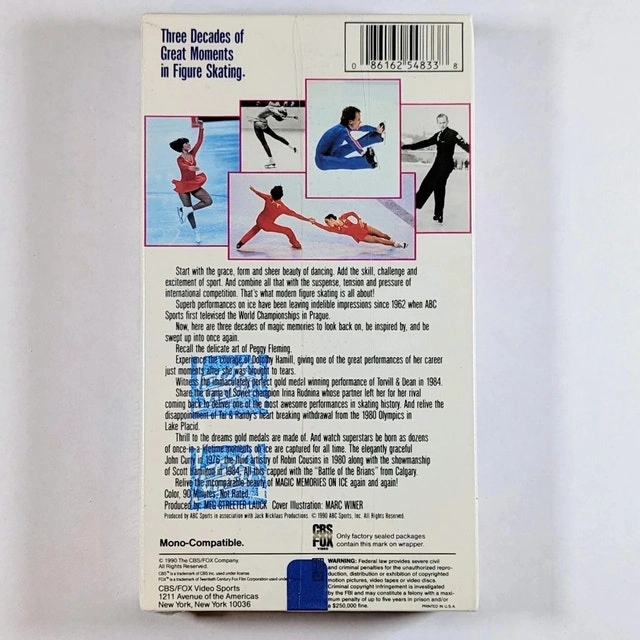 Three Decades of
Great Moments
in Figure Skating.
0 86162 54833 8
Start with the grace, form and sheer beauty of dancing. Add the skill, challenge and
excitement of sport. And combine all that with the suspense, tension and pressure of
international competition. That's what modern figure skating is all about!
Superb performances on ice have been leaving indelible impressions since 1962 when ABC
Sports first televised the World Championships in Prague.
Now, here are three decades of magic memories to look back on, be inspired by, and be
swept up into once again.
Recall the delicate art of Peggy Fleming.
Experience the courage of Dorothy Hamill, giving one of the great performances of her career
just moments after she was brought to tears.
Witness the immaculately perfect gold medal winning performance of Torvill & Dean in 1984.
Share the drama of Soviet champion Irina Rodnina whose partner left her for her rival
coming back to deliver one of the most awesome performances in skating history. And relive the
disappointment of Tai & Randy's heart breaking withdrawal from the 1980 Olympics in
Lake Placid.
Thrill to the dreams gold medals are made of. And watch superstars be born as dozens
of once-in-a-lifetime moments on ice are captured for all time. The elegantly graceful
John Curry in 1976, the fluid artistry of Robin Cousins in 1980 along with the showmanship
of Scott Hamilton in 1984. All this capped with the "Battle of the Brians" from Calgary.
Relive the incomparable beauty of MAGIC MEMORIES ON ICE again and again!
Color, 90 Minutes. Not Rated.
Produced by: MEG STREETER LAUCK Cover Illustration: MARC WINER
Produced by ABC Sports in association with Jack Nicklaus Productions. © 1990 ABC Sports, Inc. All Rights Reserved.
Mono-Compatible.
CBS
FOX
VIDEO
Only factory sealed packages
contain this mark on wrapper.
© 1990 The CBS/FOX Company.
All Rights Reserved.
CBS™ is a trademark of CBS Inc. used under license
FOX™ is a trademark of Twentieth Century Fox Film Corporation used under
CBS/FOX Video Sports
1211 Avenue of the Americas
New York, New York 10036
WARNING: Federal law provides severe civil
and criminal penalties for the unauthorized repro-
duction, distribution or exhibition of copyrighted
motion pictures, video tapes or video discs.
Criminal copyright infringement is investigated
by the FBI and may constitute a felony with a maxi-
mum penalty of up to five years in prison and/or
a $250,000 fine.
PRINTED IN U.S.A.